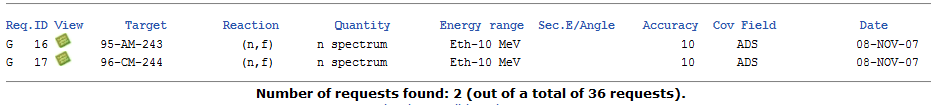 Req.ID View Target Reaction Quantity Energy range Sec.E/Angle Accuracy Cov Field Date
G 16 95-AM-243 (n,f) n spectrum Eth-10 MeV 10 ADS 08-NOV-07
G 17 96-CM-244 (n,f) n spectrum Eth-10 MeV 10 ADS 08-NOV-07
Number of requests found: 2 (out of a total of 36 requests).